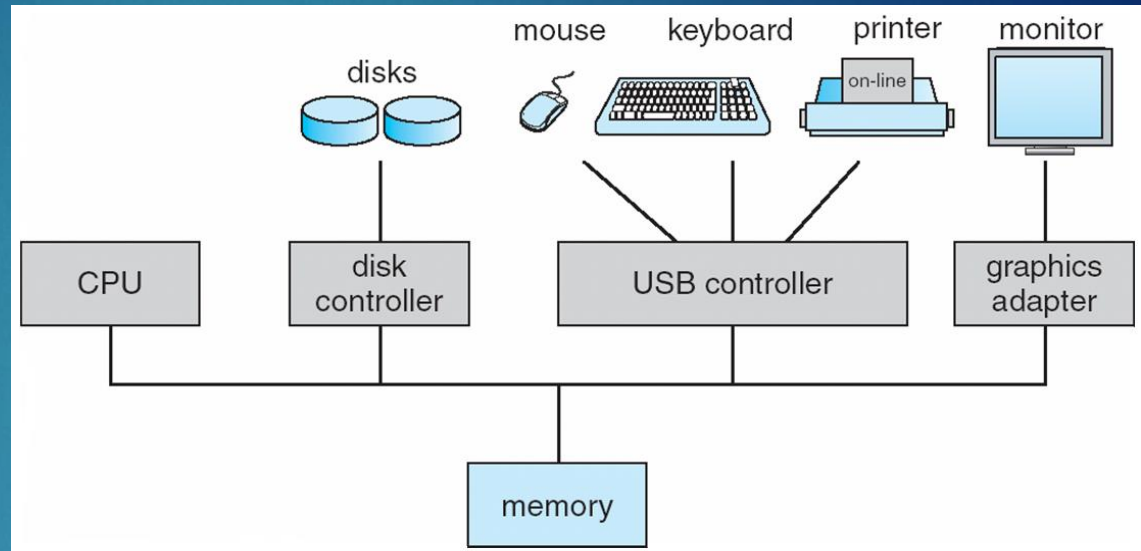 mouse
keyboard
printer
monitor
disks
on-line
CPU
disk
controller
USB controller
graphics
adapter
memory